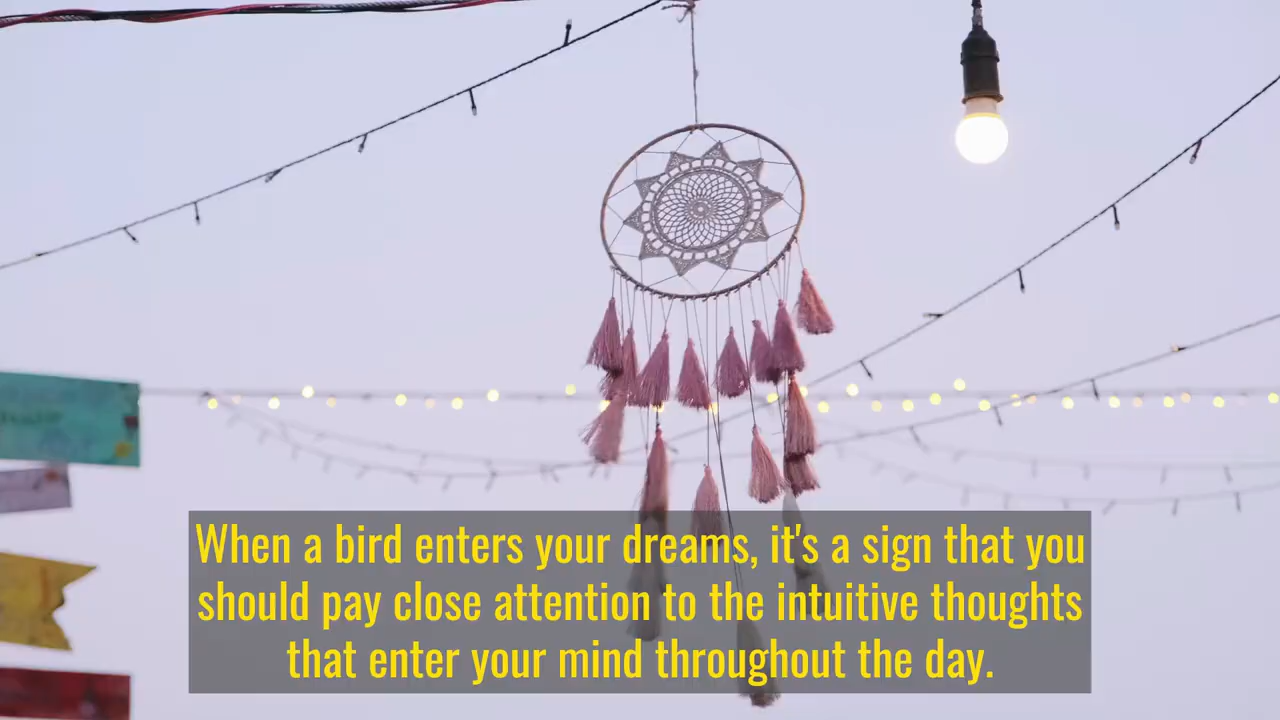 When a bird enters your dreams, it's a sign that you
should pay close attention to the intuitive thoughts
that enter your mind throughout the day.